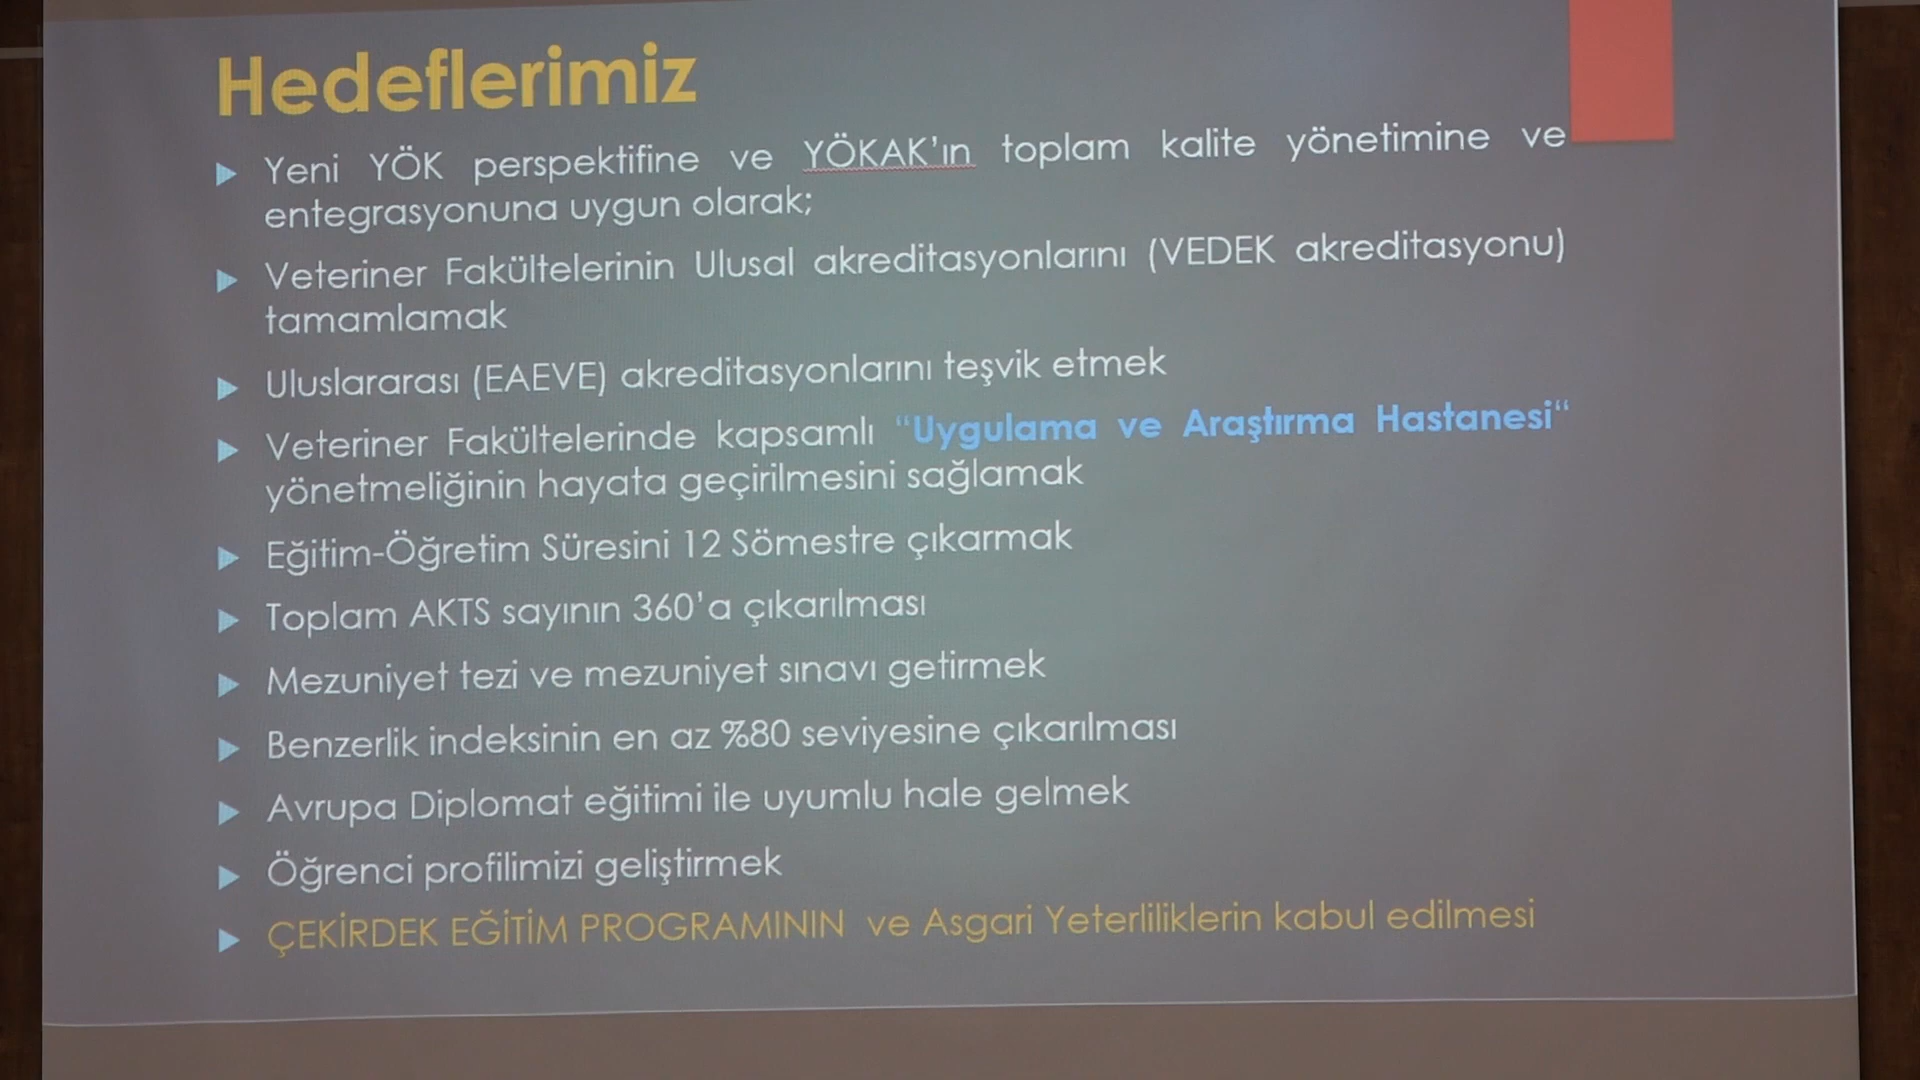 Hedeflerimiz
Yeni YÖK perspektifine ve YÖKAK'ın toplam kalite yönetimine ve
entegrasyonuna uygun olarak;
Veteriner Fakültelerinin Ulusal akreditasyonlarını (VEDEK akreditasyonu)
tamamlamak
Uluslararası (EAEVE) akreditasyonlarını teşvik etmek
Veteriner Fakültelerinde kapsamlı "Uygulama ve Araştırma Hastanesi"
yönetmeliğinin hayata geçirilmesini sağlamak
Eğitim-Öğretim Süresini 12 Sömestre çıkarmak
Toplam AKTS sayının 360'a çıkarılması
Mezuniyet tezi ve mezuniyet sınavı getirmek
Benzerlik indeksinin en az %80 seviyesine çıkarılması
Avrupa Diplomat eğitimi ile uyumlu hale gelmek
Öğrenci profilimizi geliştirmek
ÇEKİRDEK EĞİTİM PROGRAMININ ve Asgari Yeterliliklerin kabul edilmesi